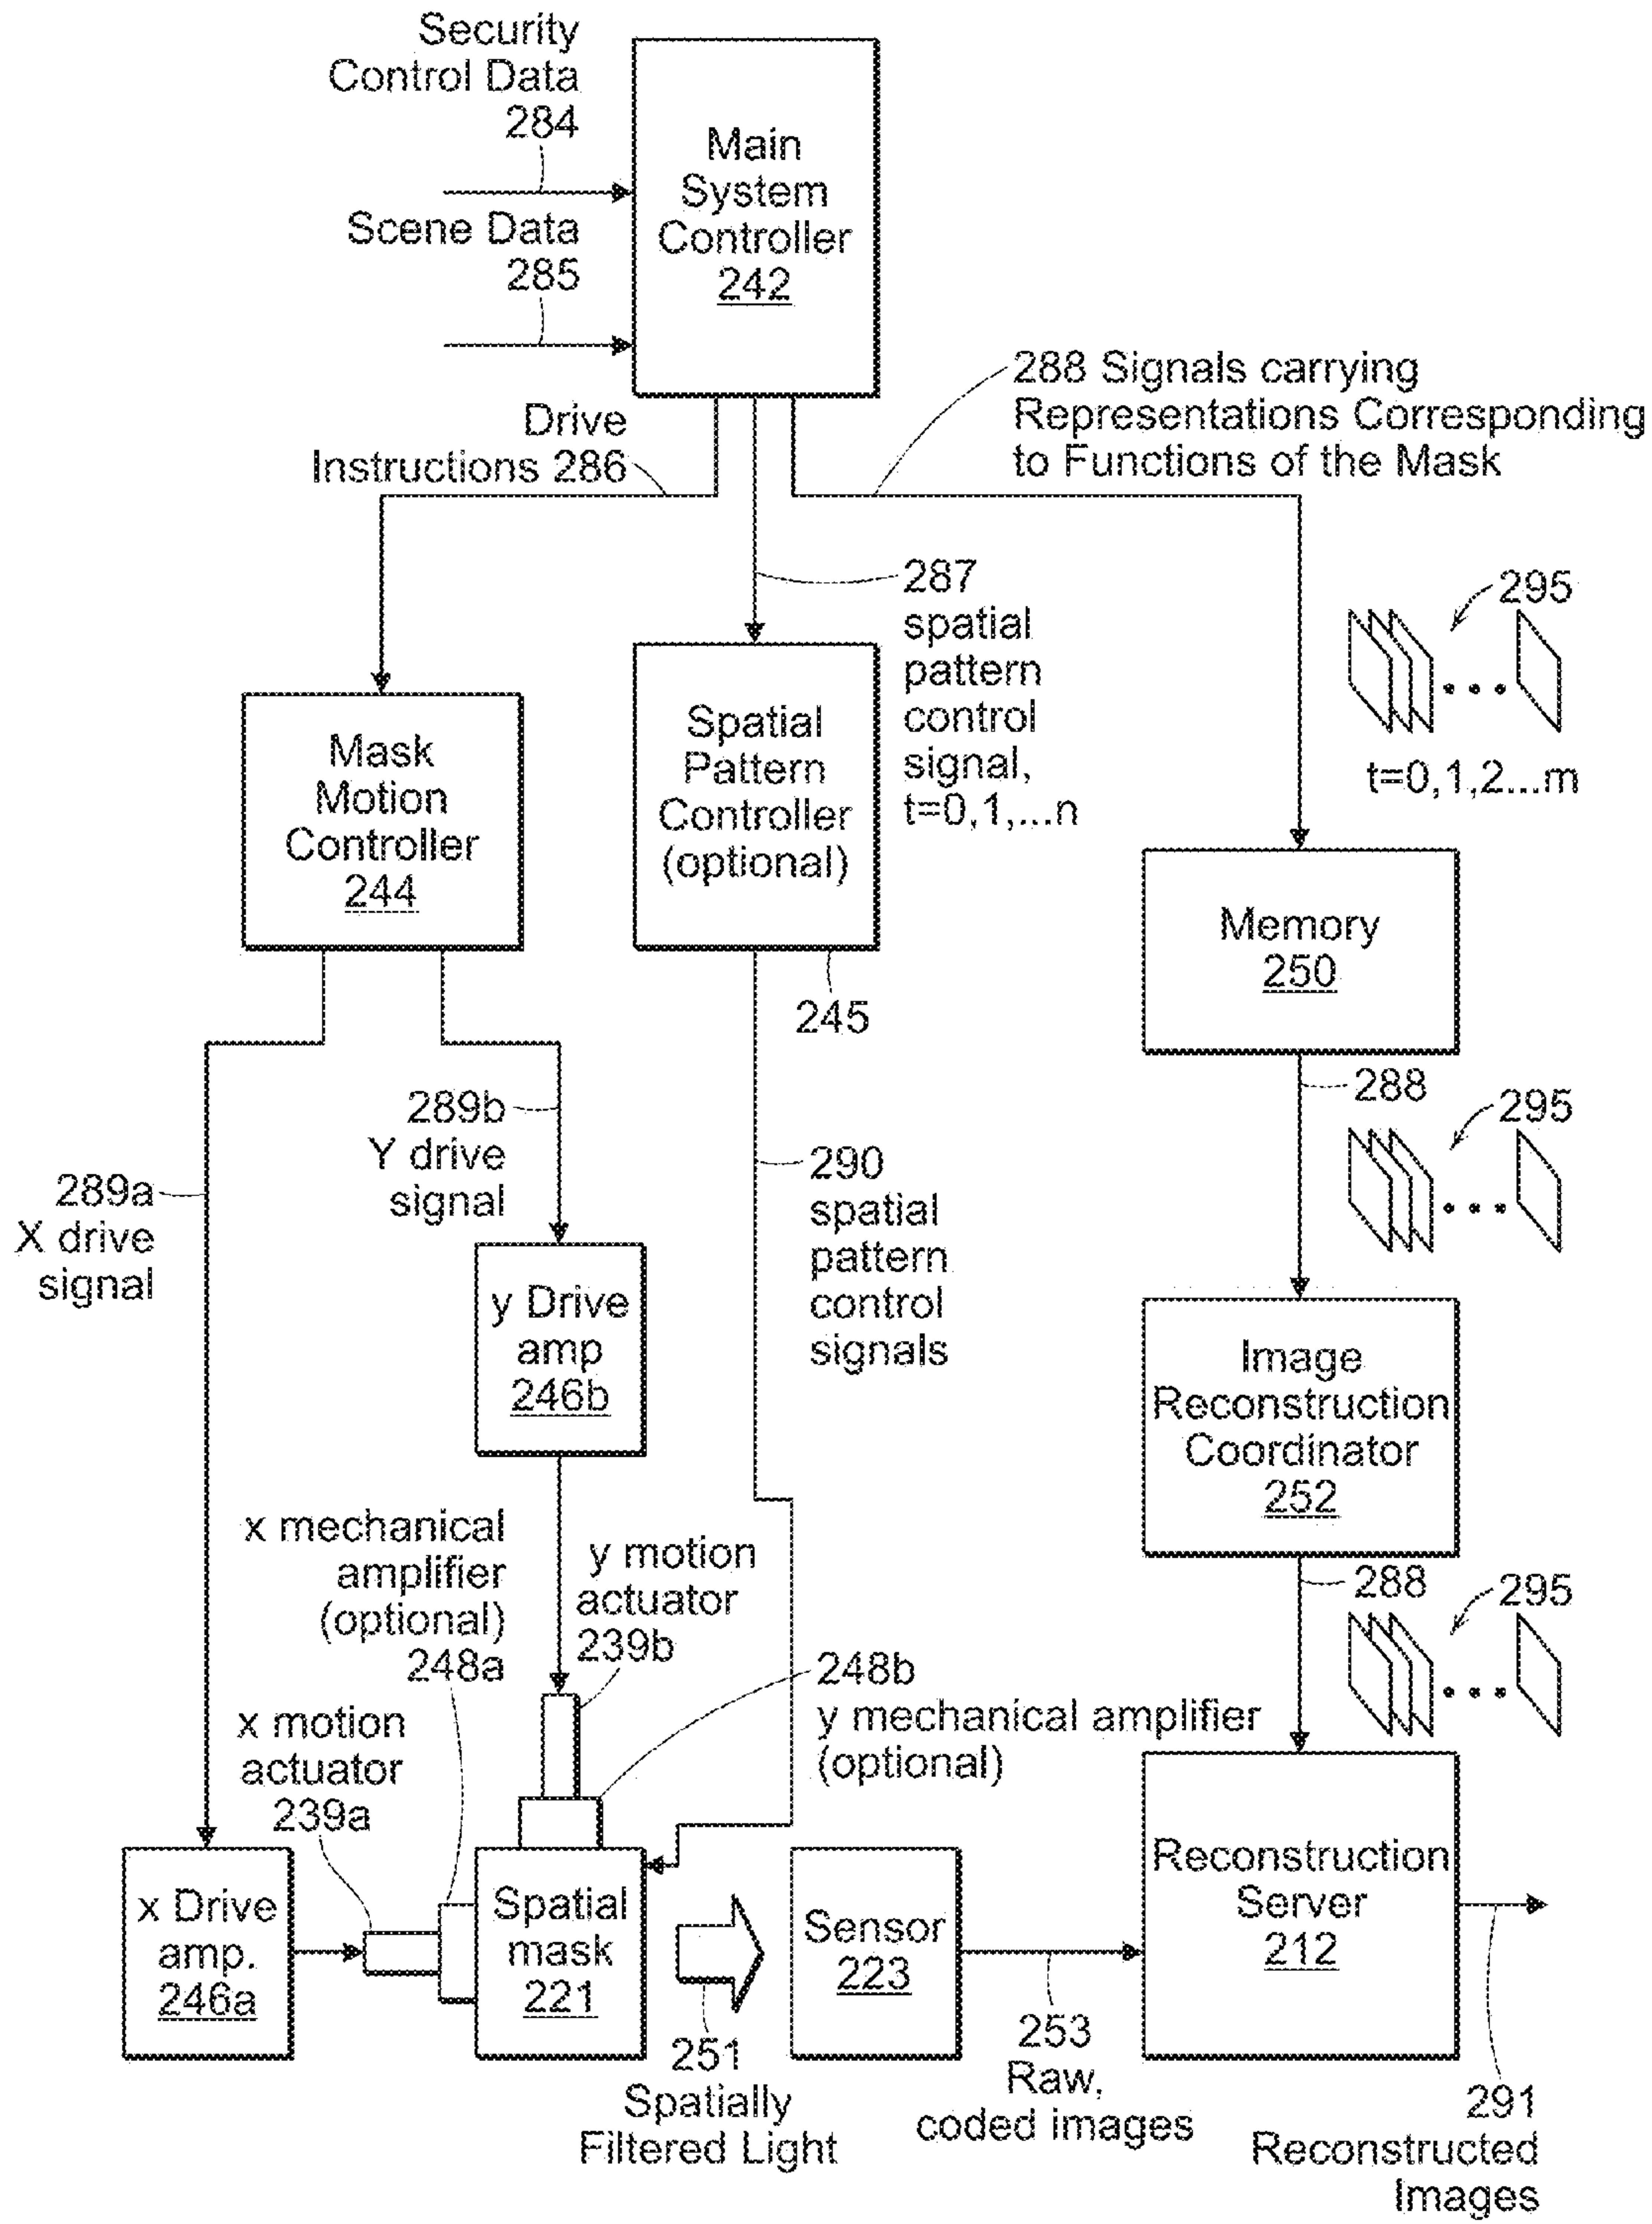 Security
Control Data
284
Scene Data
285
Main
System
Controller
242
Drive
Instructions 286
288 Signals carrying
Representations Corresponding
to Functions of the Mask
287
spatial
pattern
control
signal,
t=0,1,...n
295
t=0,1,2...m
Mask
Motion
Controller
244
Spatial
Pattern
Controller
(optional)
245
Memory
250
288
295
289b
Y drive
signal
289a
X drive
signal
290
spatial
pattern
control
signals
y Drive
amp
246b
Image
Reconstruction
Coordinator
252
288
295
x mechanical
amplifier
(optional)
248a
y motion
actuator
239b
248b
y mechanical amplifier
(optional)
x motion
actuator
239a
x Drive
amp.
246a
Spatial
mask
221
Sensor
223
Reconstruction
Server
212
251
Spatially
Filtered Light
253
Raw,
coded images
291
Reconstructed
Images